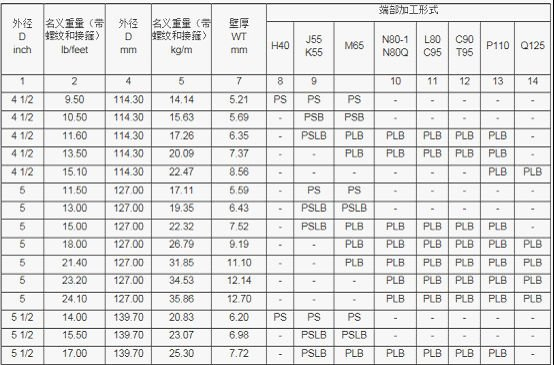 外径 D inch | 名义重量（带螺纹和接箍） lb/feet | 外径 D mm | 名义重量（带螺纹和接箍） kg/m | 壁厚 WT mm | 端部加工形式
H40 | J55 K55 | M65 | N80-1 N80Q | L80 C95 | C90 T95 | P110 | Q125
1 | 2 | 4 | 5 | 7 | 8 | 9 | 10 | 11 | 12 | 13 | 14
4 1/2 | 9.50 | 114.30 | 14.14 | 5.21 | PS | PS | PS | - | - | - | - | -
4 1/2 | 10.50 | 114.30 | 15.63 | 5.69 | - | PSB | PSB | - | - | - | - | -
4 1/2 | 11.60 | 114.30 | 17.26 | 6.35 | - | PSLB | PLB | PLB | PLB | PLB | PLB | -
4 1/2 | 13.50 | 114.30 | 20.09 | 7.37 | - | - | PLB | PLB | PLB | PLB | PLB | -
4 1/2 | 15.10 | 114.30 | 22.47 | 8.56 | - | - | - | - | - | - | PLB | PLB
5 | 11.50 | 127.00 | 17.11 | 5.59 | - | PS | PS | - | - | - | - | -
5 | 13.00 | 127.00 | 19.35 | 6.43 | - | PSLB | PSLB | - | - | - | - | -
5 | 15.00 | 127.00 | 22.32 | 7.52 | - | PSLB | PLB | PLB | PLB | PLB | PLB | -
5 | 18.00 | 127.00 | 26.79 | 9.19 | - | - | PLB | PLB | PLB | PLB | PLB | PLB
5 | 21.40 | 127.00 | 31.85 | 11.10 | - | - | PLB | PLB | PLB | PLB | PLB | PLB
5 | 23.20 | 127.00 | 34.53 | 12.14 | - | - | - | PLB | PLB | PLB | PLB | PLB
5 | 24.10 | 127.00 | 35.86 | 12.70 | - | - | - | PLB | PLB | PLB | PLB | PLB
5 1/2 | 14.00 | 139.70 | 20.83 | 6.20 | PS | PS | PS | - | - | - | - | -
5 1/2 | 15.50 | 139.70 | 23.07 | 6.98 | - | PSLB | PSLB | - | - | - | - | -
5 1/2 | 17.00 | 139.70 | 25.30 | 7.72 | - | PSLB | PLB | PLB | PLB | PLB | PLB | -